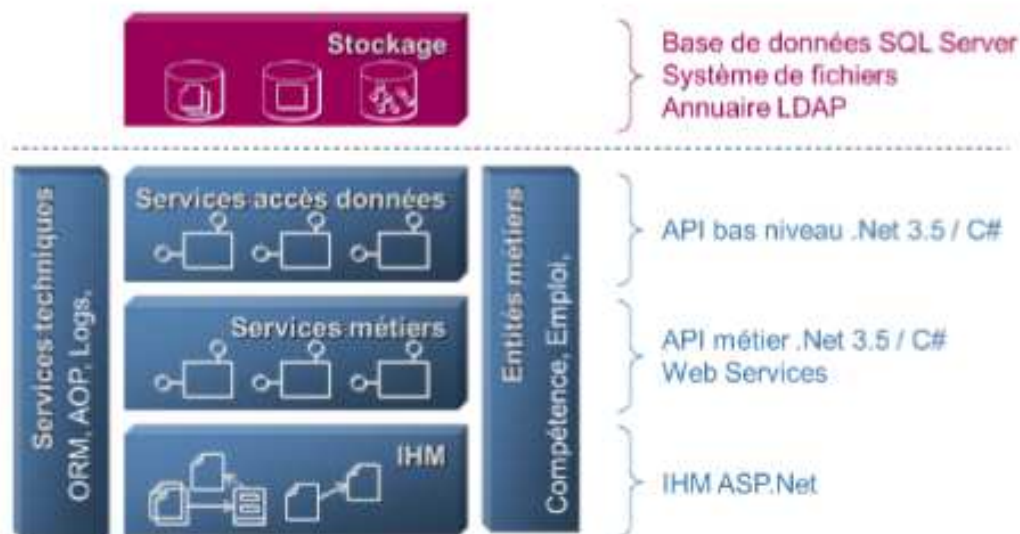 Stockage
Base de données SQL Server
Système de fichiers
Annuaire LDAP
Services techniques
ORM, AOP, Logs,
Services accès données
Entités métiers
Compétence, Emploi,
API bas niveau .Net 3.5 / C#
Services métiers
API métier .Net 3.5 / C#
Web Services
IHM
IHM ASP.Net